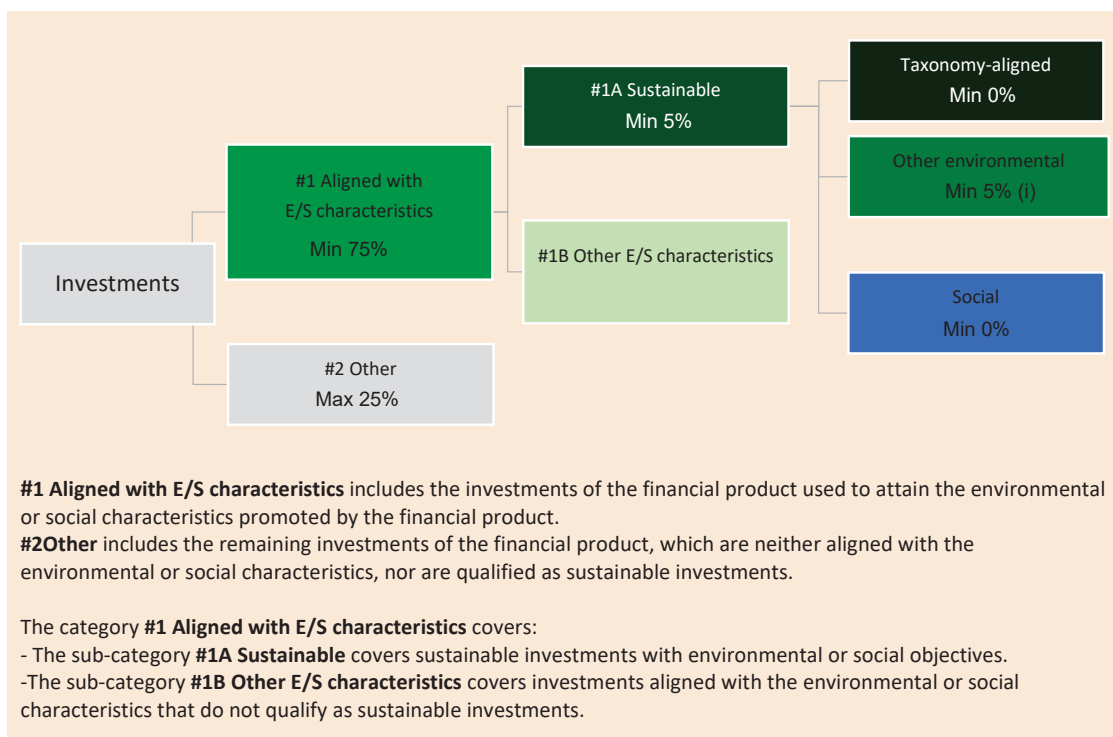 Investments
#1 Aligned with
E/S characteristics
Min 75%
#2 Other
Max 25%
#1A Sustainable
Min 5%
#1B Other E/S characteristics
Taxonomy-aligned
Min 0%
Other environmental
Min 5% (i)
Social
Min 0%
#1 Aligned with E/S characteristics includes the investments of the financial product used to attain the environmental
or social characteristics promoted by the financial product.
#2Other includes the remaining investments of the financial product, which are neither aligned with the
environmental or social characteristics, nor are qualified as sustainable investments.
The category #1 Aligned with E/S characteristics covers:
- The sub-category #1A Sustainable covers sustainable investments with environmental or social objectives.
-The sub-category #1B Other E/S characteristics covers investments aligned with the environmental or social
characteristics that do not qualify as sustainable investments.